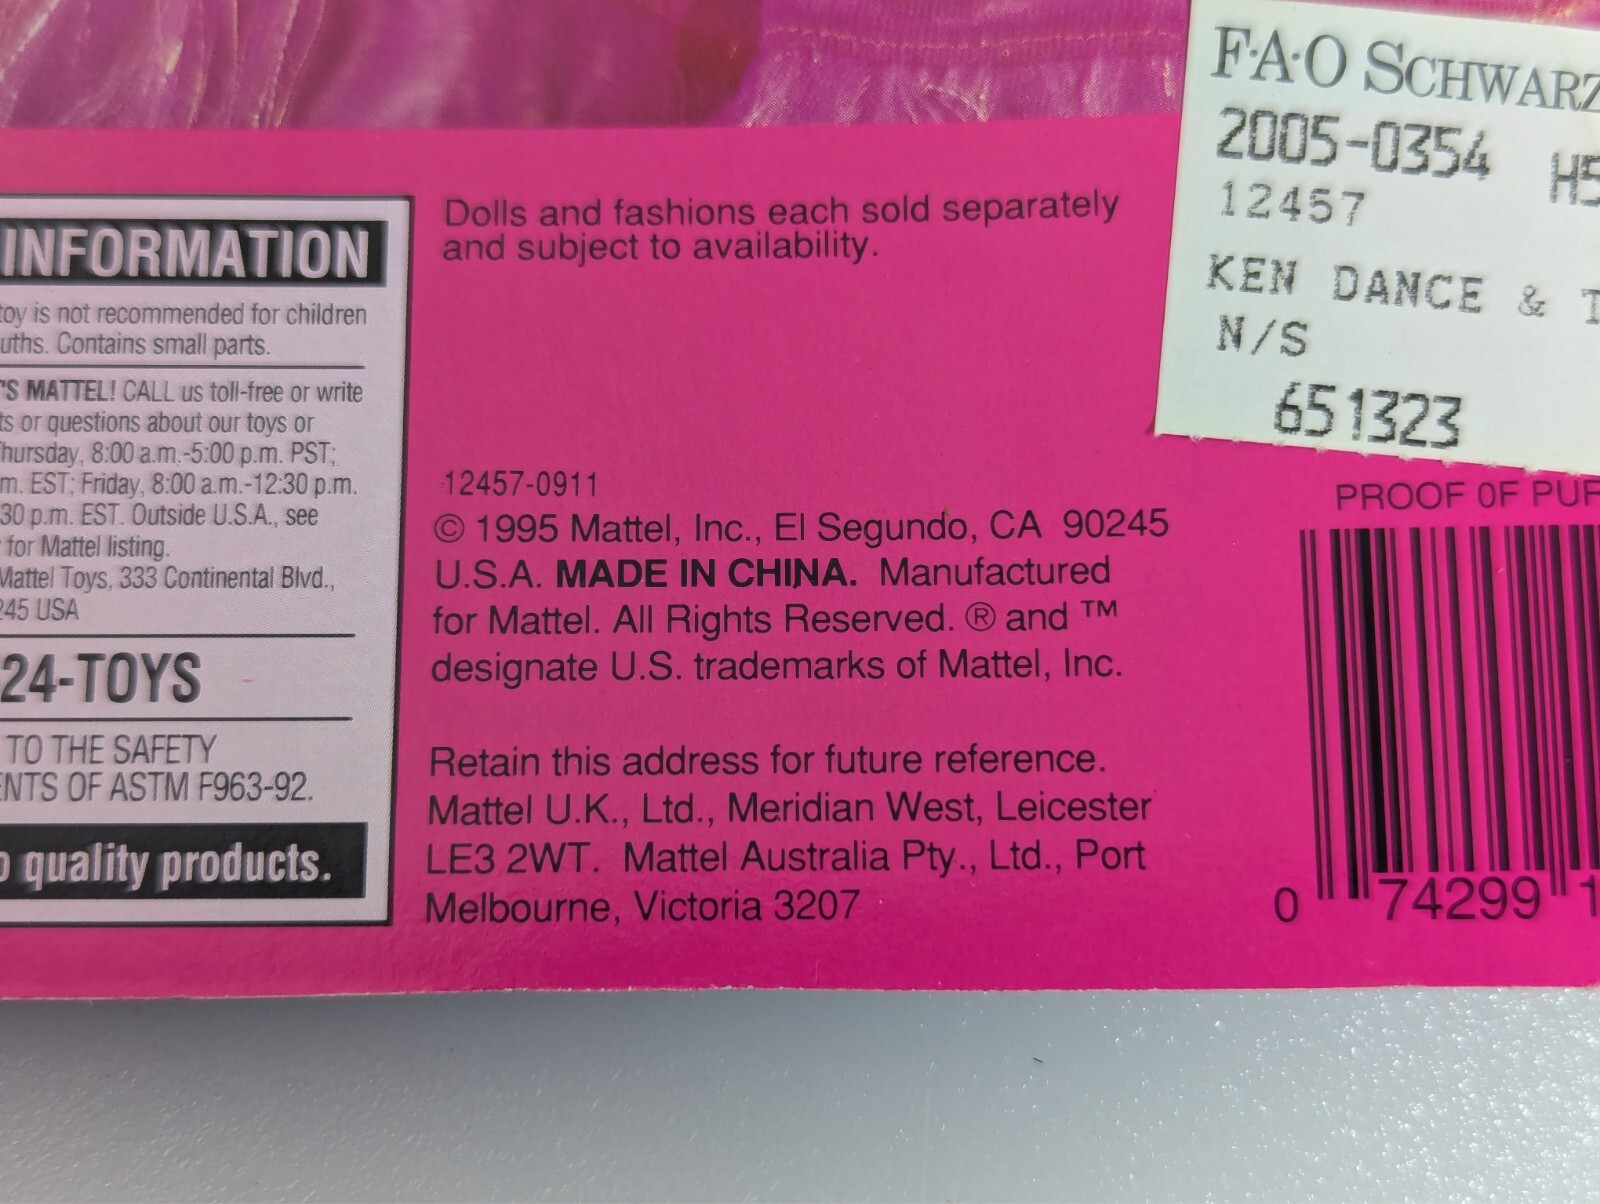 INFORMATION
toy is not recommended for children
uths. Contains small parts.
'S MATTEL! CALL us toll-free or write
ts or questions about our toys or
Thursday, 8:00 a.m.-5:00 p.m. PST;
m. EST; Friday, 8:00 a.m.-12:30 p.m.
30 p.m. EST. Outside U.S.A., see
for Mattel listing.
Mattel Toys, 333 Continental Blvd.,
245 USA
24-TOYS
TO THE SAFETY
ENTS OF ASTM F963-92.
o quality products.
Dolls and fashions each sold separately
and subject to availability.
12457-0911
© 1995 Mattel, Inc., El Segundo, CA 90245
U.S.A. MADE IN CHINA. Manufactured
for Mattel. All Rights Reserved. ® and ™
designate U.S. trademarks of Mattel, Inc.
Retain this address for future reference.
Mattel U.K., Ltd., Meridian West, Leicester
LE3 2WT. Mattel Australia Pty., Ltd., Port
Melbourne, Victoria 3207
F·A·O SCHWARZ
2005-0354 H5
12457
KEN DANCE & T
N/S
651323
PROOF OF PUR
0 74299 1